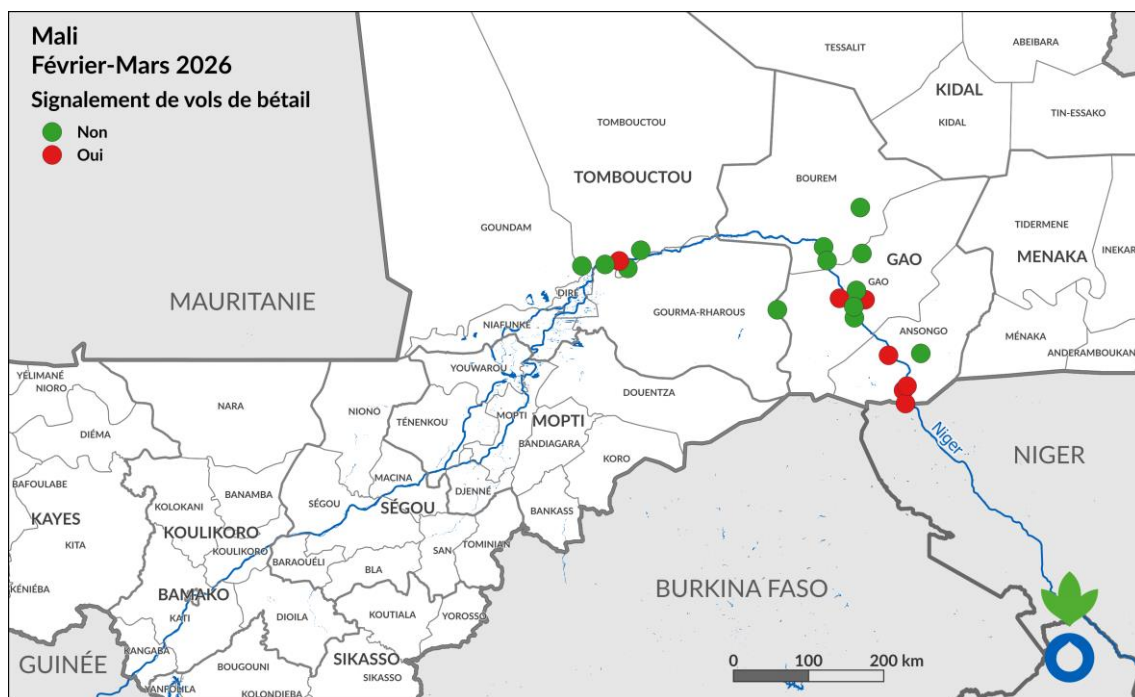 Mali
Février-Mars 2026
Signalement de vols de bétail
Non
Oui
TESSALIT
ABEIBARA
KIDAL
KIDAL
TIN-ESSAKO
TOMBOUCTOU
TOMBOUCTOU
BOUREM
GOUNDAM
TIDERMENE
MENAKA
INEKAR
GAO
GAO
MAURITANIE
DIRE
GOURMA-RHAROUS
NIAFUNKE
ANSONGO
MÉNAKA
ANDERAMBOUKAN
YÉLIMANÉ
NIORO
YOUWAROU
NARA
NIONO
TÉNENKOU
MOPTI
MOPTI
DOUENTZA
DIÉMA
BANDIAGARA
KORO
Niger
NIGER
BAFOULABE
KAYES
KITA
KOLOKANI
BANAMBA
KOULIKORO
KOULIKORO
SÉGOU
MACINA
SÉGOU
DJENNÉ
BANKASS
BARAOUÉLI
BLA
SAN
TOMINIAN
KÉNIÉBA
BAMAKO
KATI
DIOILA
KOUTIALA
YOROSSO
BURKINA FASO
GUINÉE
KANGABA
BOUGOUNI
SIKASSO
SIKASSO
YANFOLILA
KOLONDIEBA
0 100 200 km